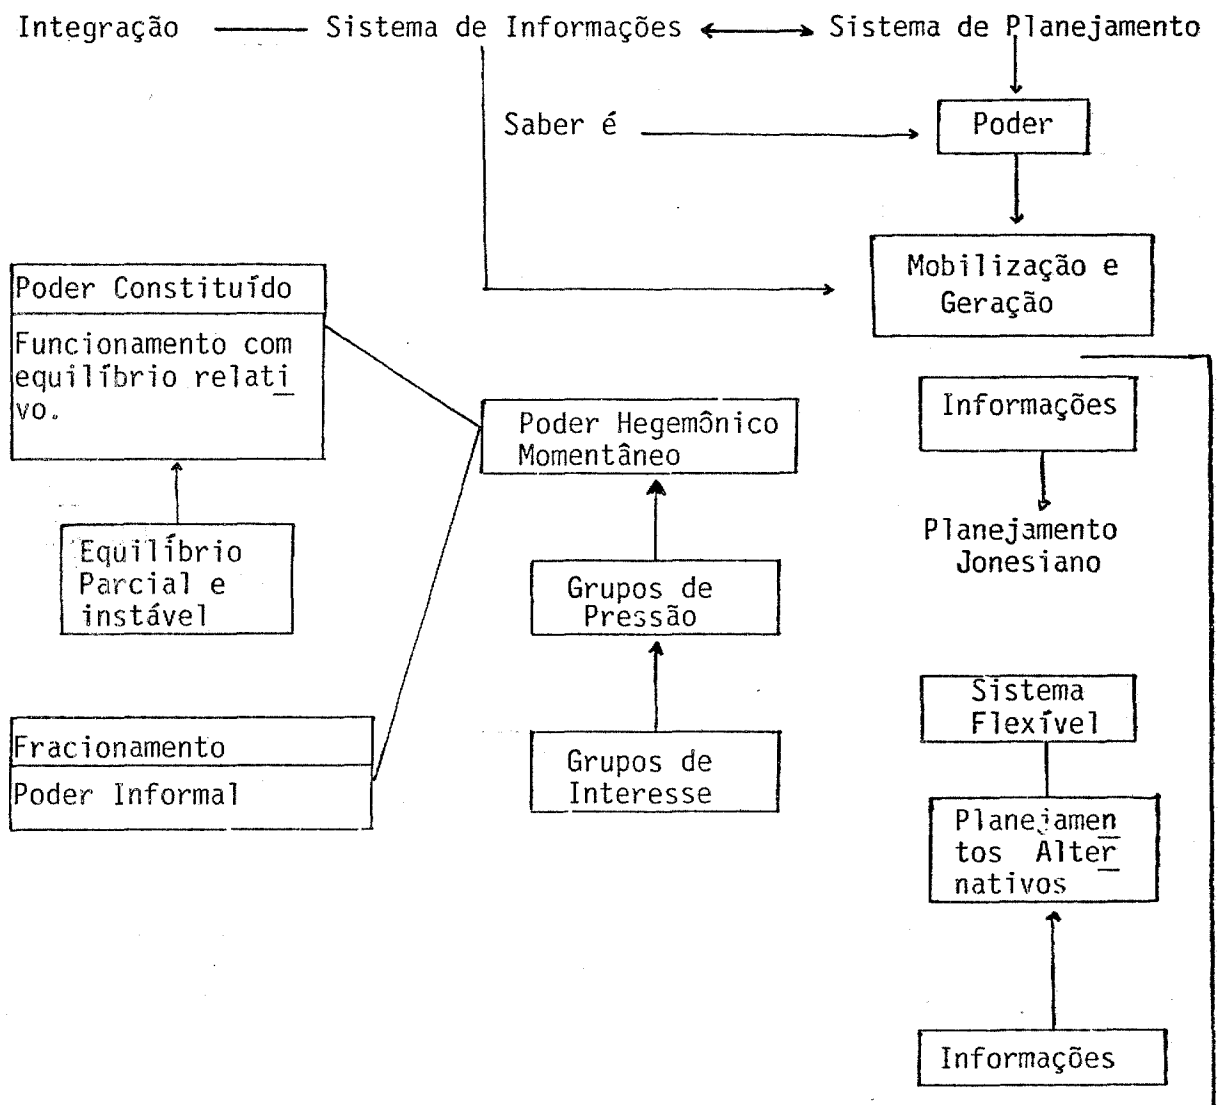 Integração Sistema de Informações Sistema de Planejamento
Saber é
Poder
Mobilização e
Geração
Poder Constituído
Funcionamento com
equilíbrio relati
vo.
Informações
Poder Hegemônico
Momentâneo
Planejamento
Jonesiano
Equilíbrio
Parcial e
instável
Grupos de
Pressão
Sistema
Flexível
Fracionamento
Poder Informal
Grupos de
Interesse
Planejamen
tos Alter
nativos
Informações